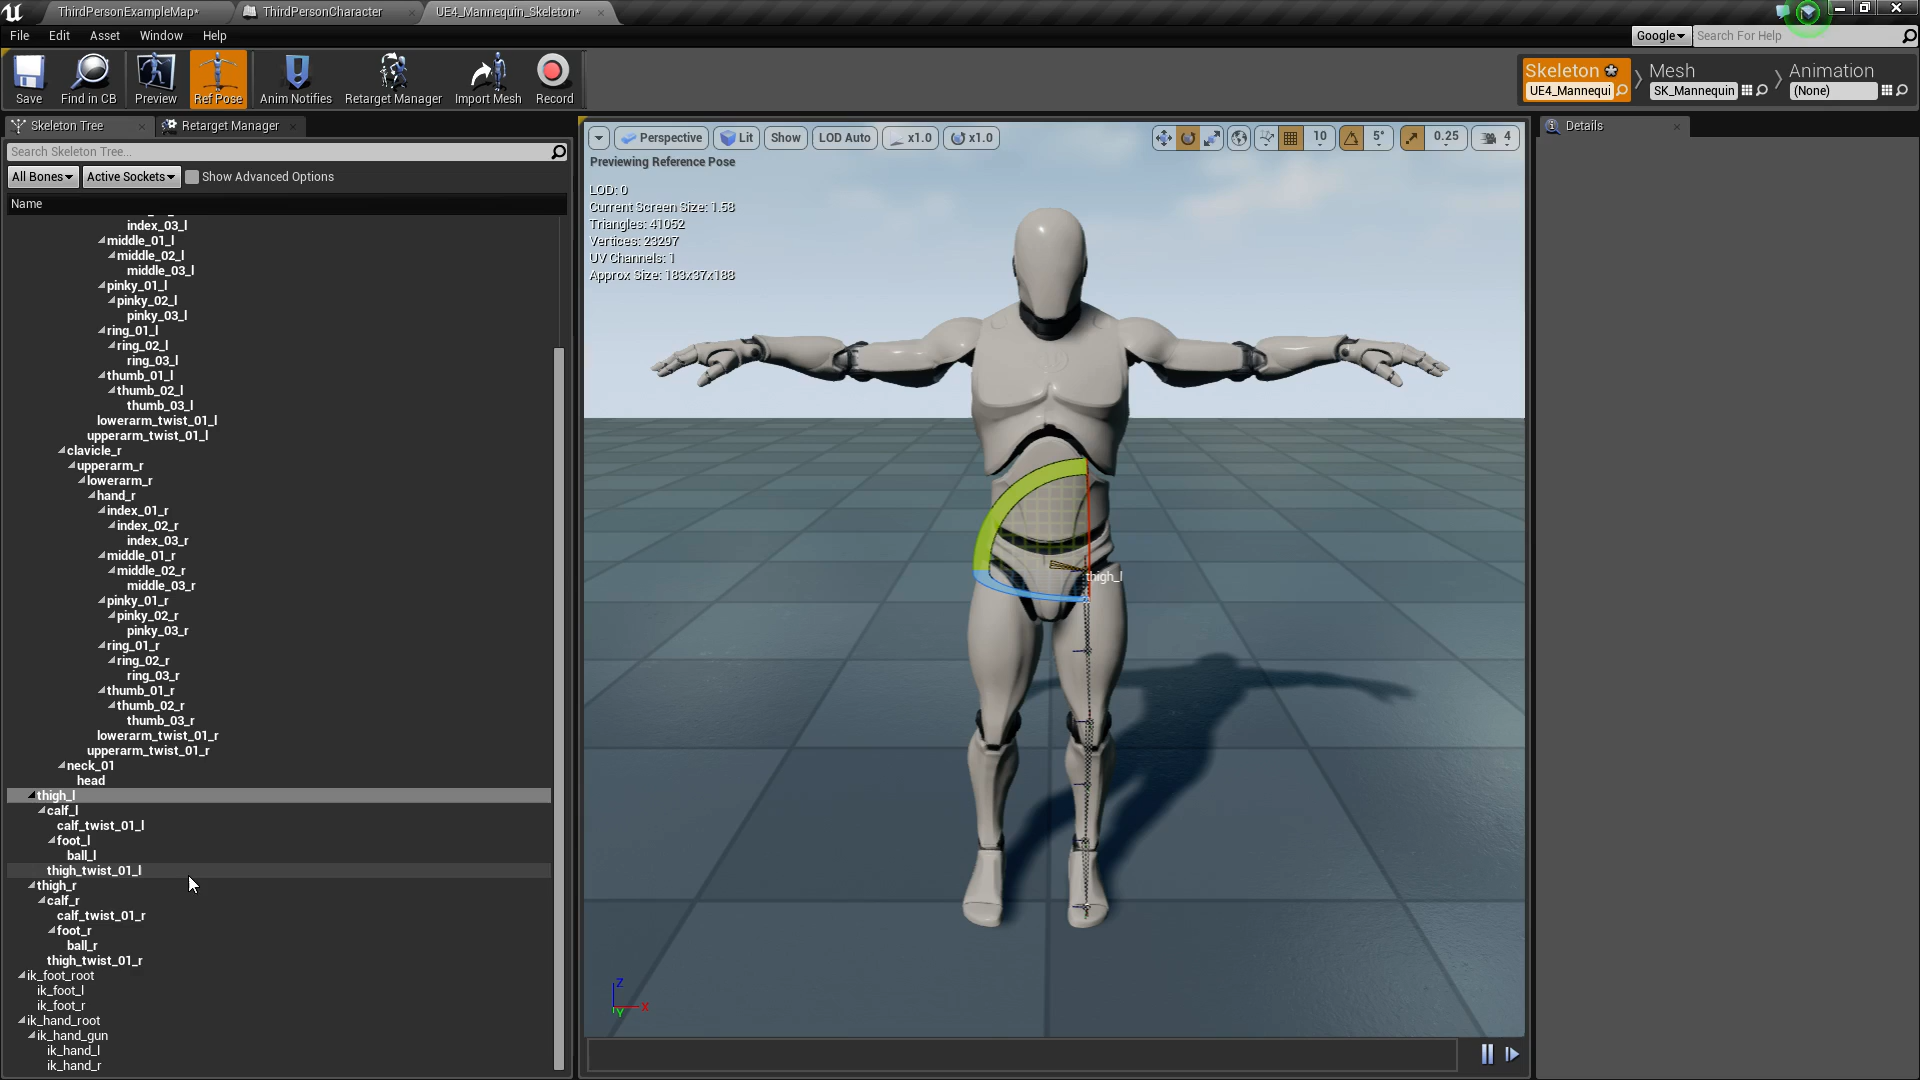 ThirdPersonExampleMap*
ThirdPersonCharacter
UE4_Mannequin_Skeleton*
File Edit Asset Window Help
Google
Search For Help
Save
Find in CB
Preview
Ref Pose
Anim Notifies
Retarget Manager
Import Mesh
Record
Skeleton
UE4_Mannequi
Mesh
SK_Mannequin
Animation
(None)
Skeleton Tree
Retarget Manager
Search Skeleton Tree...
All Bones
Active Sockets
Show Advanced Options
Name
index_03_l
middle_01_l
middle_02_l
middle_03_l
pinky_01_l
pinky_02_l
pinky_03_l
ring_01_l
ring_02_l
ring_03_l
thumb_01_l
thumb_02_l
thumb_03_l
lowerarm_twist_01_l
upperarm_twist_01_l
clavicle_r
upperarm_r
lowerarm_r
hand_r
index_01_r
index_02_r
index_03_r
middle_01_r
middle_02_r
middle_03_r
pinky_01_r
pinky_02_r
pinky_03_r
ring_01_r
ring_02_r
ring_03_r
thumb_01_r
thumb_02_r
thumb_03_r
lowerarm_twist_01_r
upperarm_twist_01_r
neck_01
head
thigh_l
calf_l
calf_twist_01_l
foot_l
ball_l
thigh_twist_01_l
thigh_r
calf_r
calf_twist_01_r
foot_r
ball_r
thigh_twist_01_r
ik_foot_root
ik_foot_l
ik_foot_r
ik_hand_root
ik_hand_gun
ik_hand_l
ik_hand_r
Perspective
Lit
Show
LOD Auto
x1.0
x1.0
10
5°
0.25
4
Previewing Reference Pose
LOD: 0
Current Screen Size: 1.58
Triangles: 41052
Vertices: 23297
UV Channels: 1
Approx Size: 183x37x188
thigh_l
Z
X
Y
Details